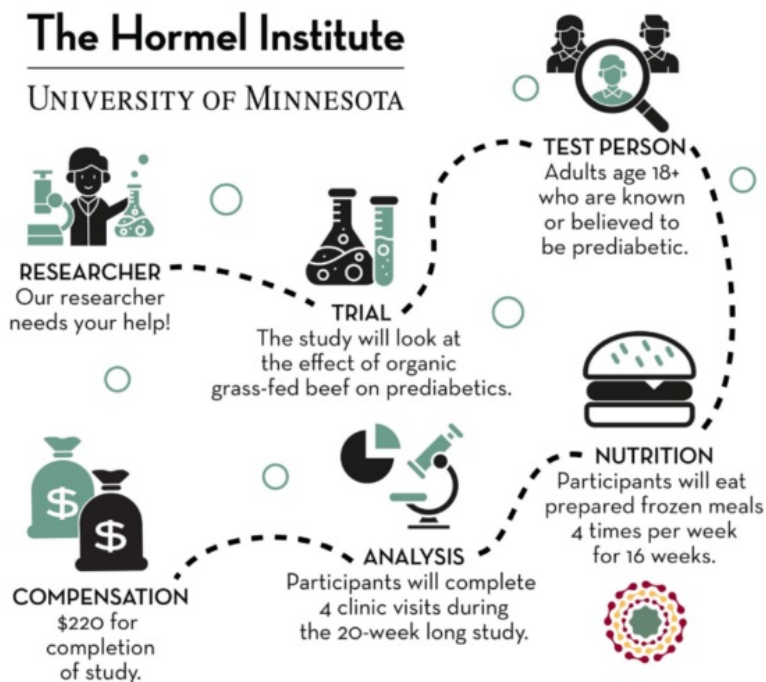 The Hormel Institute
UNIVERSITY OF MINNESOTA
RESEARCHER
Our researcher
needs your help!
TRIAL
The study will look at
the effect of organic
grass-fed beef on prediabetics.
TEST PERSON
Adults age 18+
who are known
or believed to
be prediabetic.
NUTRITION
Participants will eat
prepared frozen meals
4 times per week
for 16 weeks.
ANALYSIS
Participants will complete
4 clinic visits during
the 20-week long study.
$
$
COMPENSATION
$220 for
completion
of study.